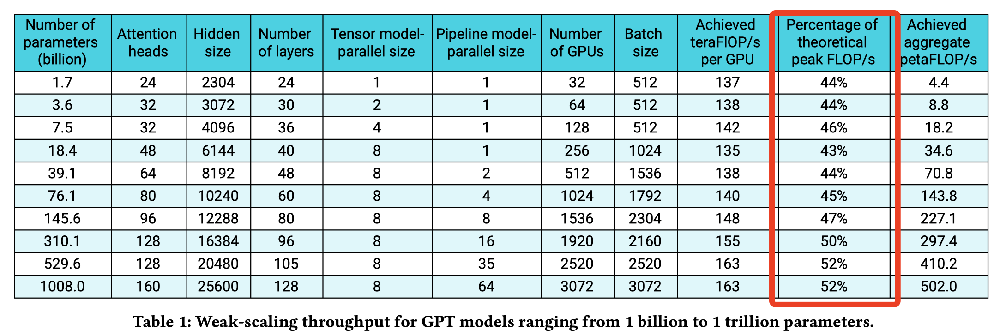 Number of parameters (billion) Attention heads Hidden size Number of layers Tensor model-parallel size Pipeline model-parallel size Number of GPUs Batch size Achieved teraFlOP/s per GPU Percentage of theoretical peak FLOP/s Achieved aggregate petaFLOP/s
1.7 24 2304 24 1 1 32 512 137 44% 4.4
3.6 32 3072 30 2 1 64 512 138 44% 8.8
7.5 32 4096 36 4 1 128 512 142 46% 18.2
18.4 48 6144 40 8 1 256 1024 135 43% 34.6
39.1 64 8192 48 8 2 512 1536 138 44% 70.8
76.1 80 10240 60 8 4 1024 1792 140 45% 143.8
145.6 96 12288 80 8 8 1536 2304 148 47% 227.1
310.1 128 16384 96 8 16 1920 2160 155 50% 297.4
529.6 128 20480 105 8 35 2520 2520 163 52% 410.2
1008.0 160 25600 128 8 64 3072 3072 163 52% 502.0
Table 1: Weak-scaling throughput for GPT models ranging from 1 billion to 1 trillion parameters.